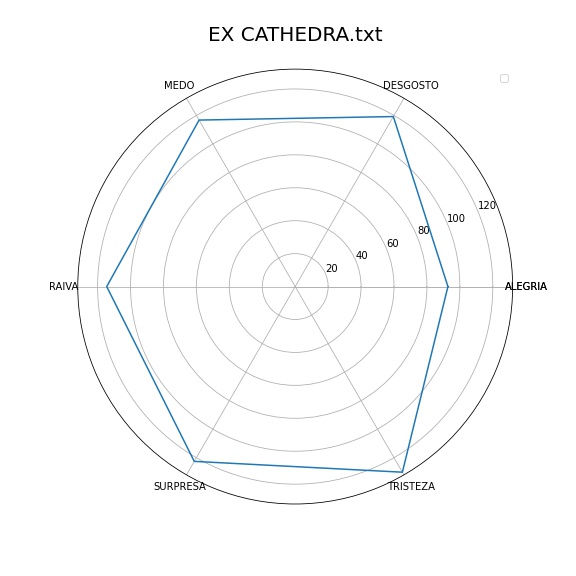 EX CATHEDRA.txt
MEDO
DESGOSTO
120
100
80
60
40
20
RAIVA
ALEGRIA
SURPRESA
TRISTEZA